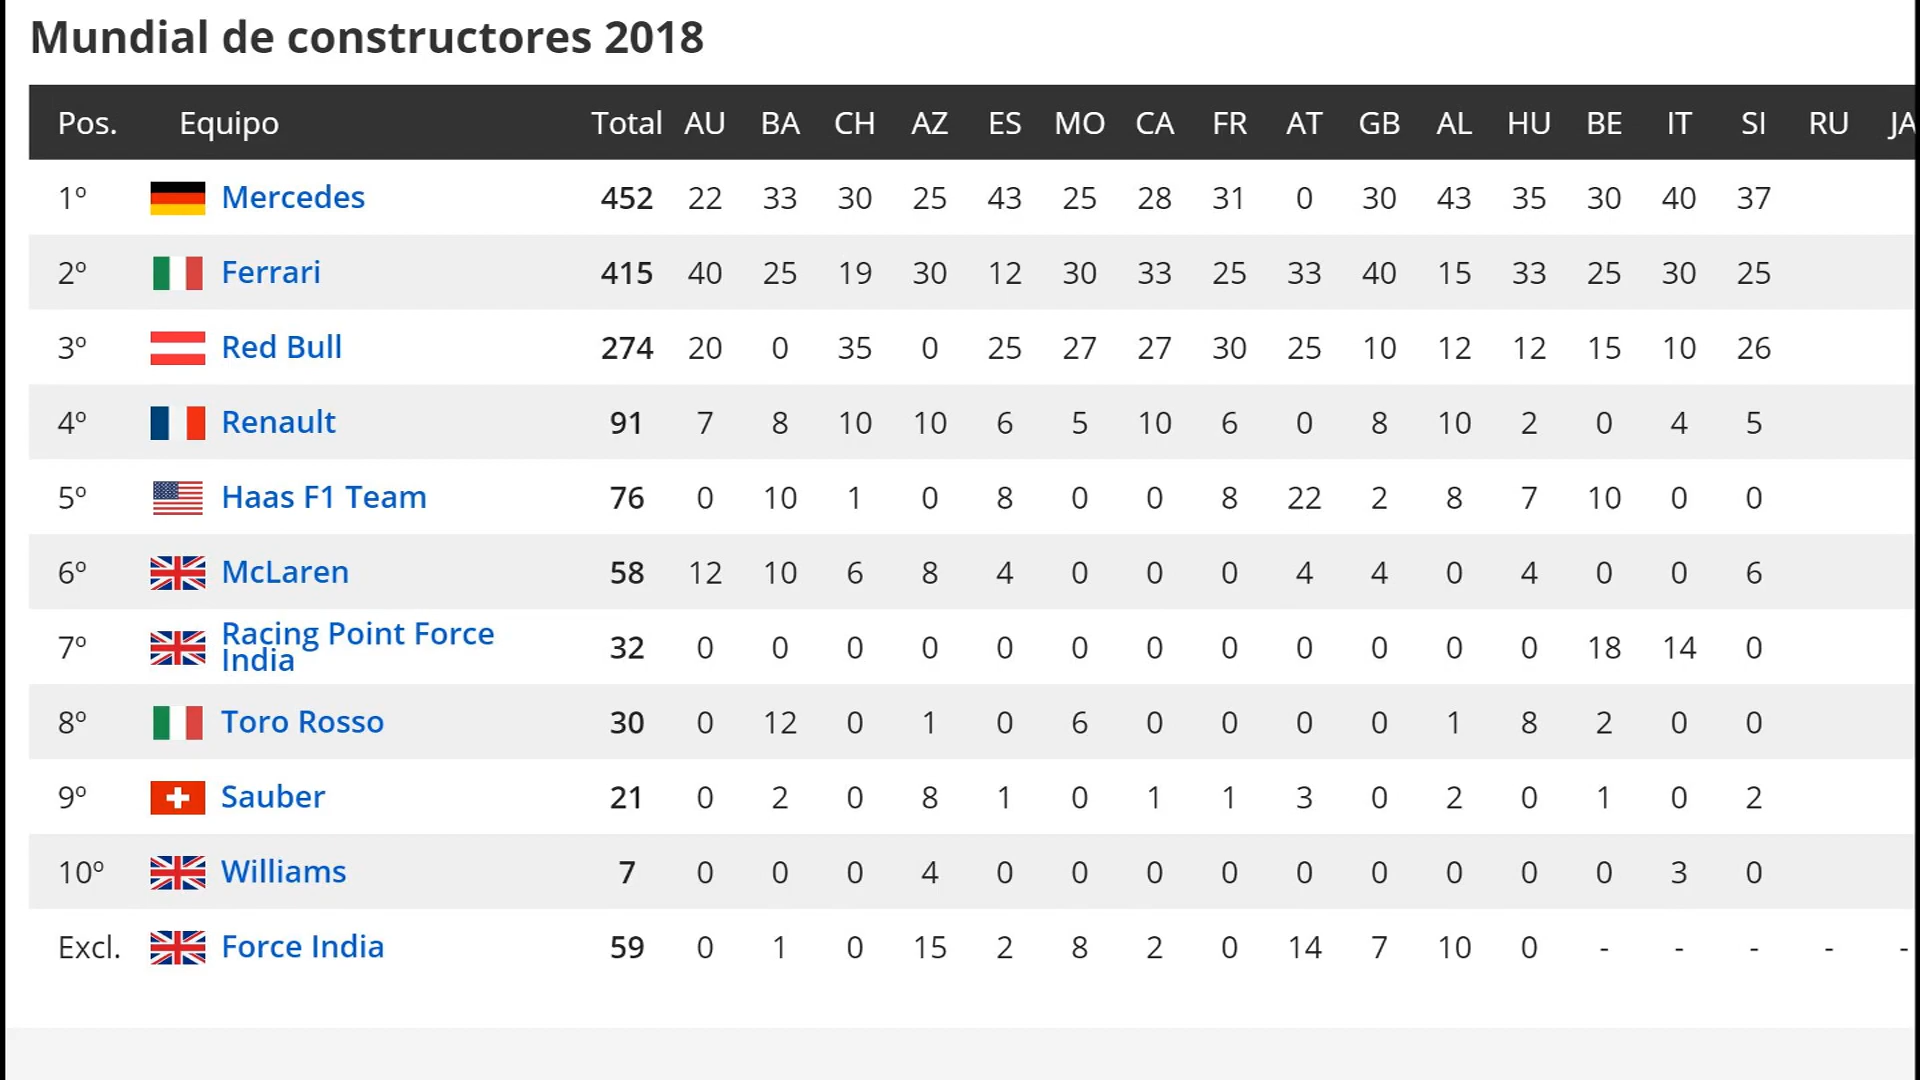 Mundial de constructores 2018
Pos. Equipo Total AU BA CH AZ ES MO CA FR AT GB AL HU BE IT SI RU JA
1º Mercedes 452 22 33 30 25 43 25 28 31 0 30 43 35 30 40 37
2º Ferrari 415 40 25 19 30 12 30 33 25 33 40 15 33 25 30 25
3º Red Bull 274 20 0 35 0 25 27 27 30 25 10 12 12 15 10 26
4º Renault 91 7 8 10 10 6 5 10 6 0 8 10 2 0 4 5
5º Haas F1 Team 76 0 10 1 0 8 0 0 8 22 2 8 7 10 0 0
6º McLaren 58 12 10 6 8 4 0 0 0 4 4 0 4 0 0 6
7º Racing Point Force India 32 0 0 0 0 0 0 0 0 0 0 0 0 18 14 0
8º Toro Rosso 30 0 12 0 1 0 6 0 0 0 0 1 8 2 0 0
9º Sauber 21 0 2 0 8 1 0 1 1 3 0 2 0 1 0 2
10º Williams 7 0 0 0 4 0 0 0 0 0 0 0 0 0 3 0
Excl. Force India 59 0 1 0 15 2 8 2 0 14 7 10 0 - - - - -